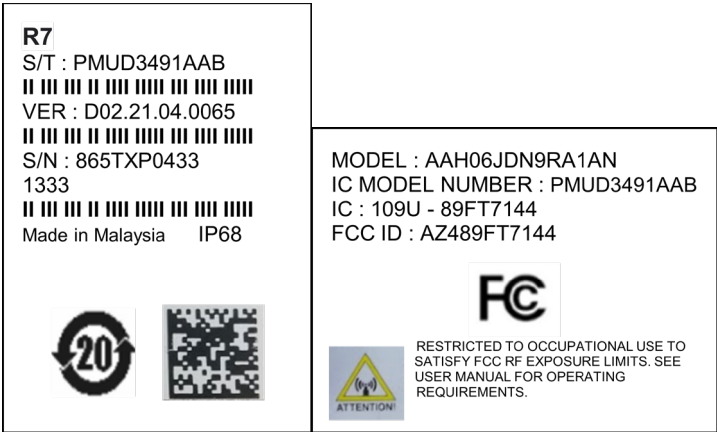 R7
S/T : PMUD3491AAB
VER : D02.21.04.0065
S/N : 865TXP0433
1333
Made in Malaysia IP68
20
MODEL : AAH06JDN9RA1AN
IC MODEL NUMBER : PMUD3491AAB
IC : 109U - 89FT7144
FCC ID : AZ489FT7144
FC
RESTRICTED TO OCCUPATIONAL USE TO
SATISFY FCC RF EXPOSURE LIMITS. SEE
USER MANUAL FOR OPERATING
REQUIREMENTS.
ATTENTION!